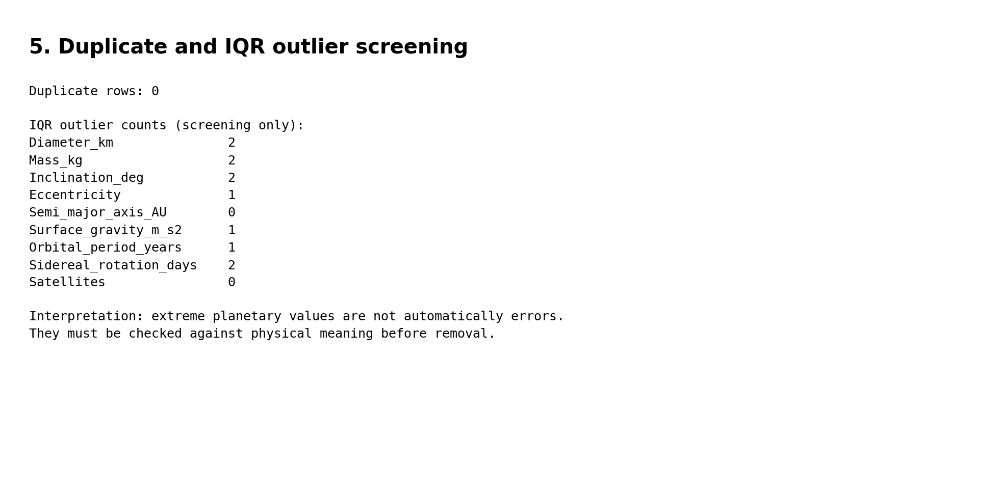 5. Duplicate and IQR outlier screening
Duplicate rows: 0
IQR outlier counts (screening only):
Diameter_km 2
Mass_kg 2
Inclination_deg 2
Eccentricity 1
Semi_major_axis_AU 0
Surface_gravity_m_s2 1
Orbital_period_years 1
Sidereal_rotation_days 2
Satellites 0
Interpretation: extreme planetary values are not automatically errors.
They must be checked against physical meaning before removal.